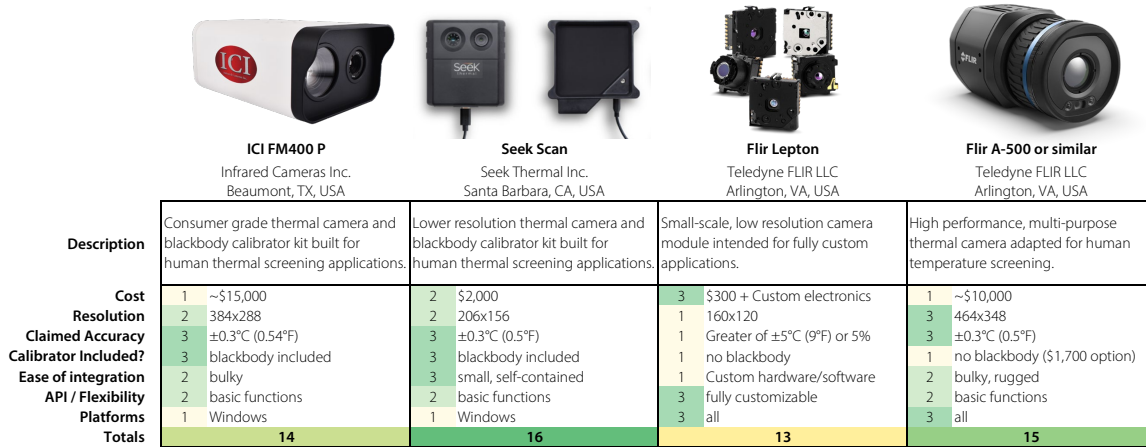 ICI
Seek
FLIR
ICI FM400 P
Seek Scan
Flir Lepton
Flir A-500 or similar
Infrared Cameras Inc.
Seek Thermal Inc.
Teledyne FLIR LLC
Teledyne FLIR LLC
Beaumont, TX, USA
Santa Barbara, CA, USA
Arlington, VA, USA
Arlington, VA, USA
Description
Consumer grade thermal camera and
blackbody calibrator kit built for
human thermal screening applications.
Lower resolution thermal camera and
blackbody calibrator kit built for
human thermal screening applications.
Small-scale, low resolution camera
module intended for fully custom
applications.
High performance, multi-purpose
thermal camera adapted for human
temperature screening.
Cost 1 ~$15,000 2 $2,000 3 $300 + Custom electronics 1 ~$10,000
Resolution 2 384x288 2 206x156 1 160x120 3 464x348
Claimed Accuracy 3 ±0.3°C (0.54°F) 3 ±0.3°C (0.5°F) 1 Greater of ±5°C (9°F) or 5% 3 ±0.3°C (0.5°F)
Calibrator Included? 3 blackbody included 3 blackbody included 1 no blackbody 1 no blackbody ($1,700 option)
Ease of integration 2 bulky 3 small, self-contained 1 Custom hardware/software 2 bulky, rugged
API / Flexibility 2 basic functions 2 basic functions 3 fully customizable 2 basic functions
Platforms 1 Windows 1 Windows 3 all 3 all
Totals 14 16 13 15